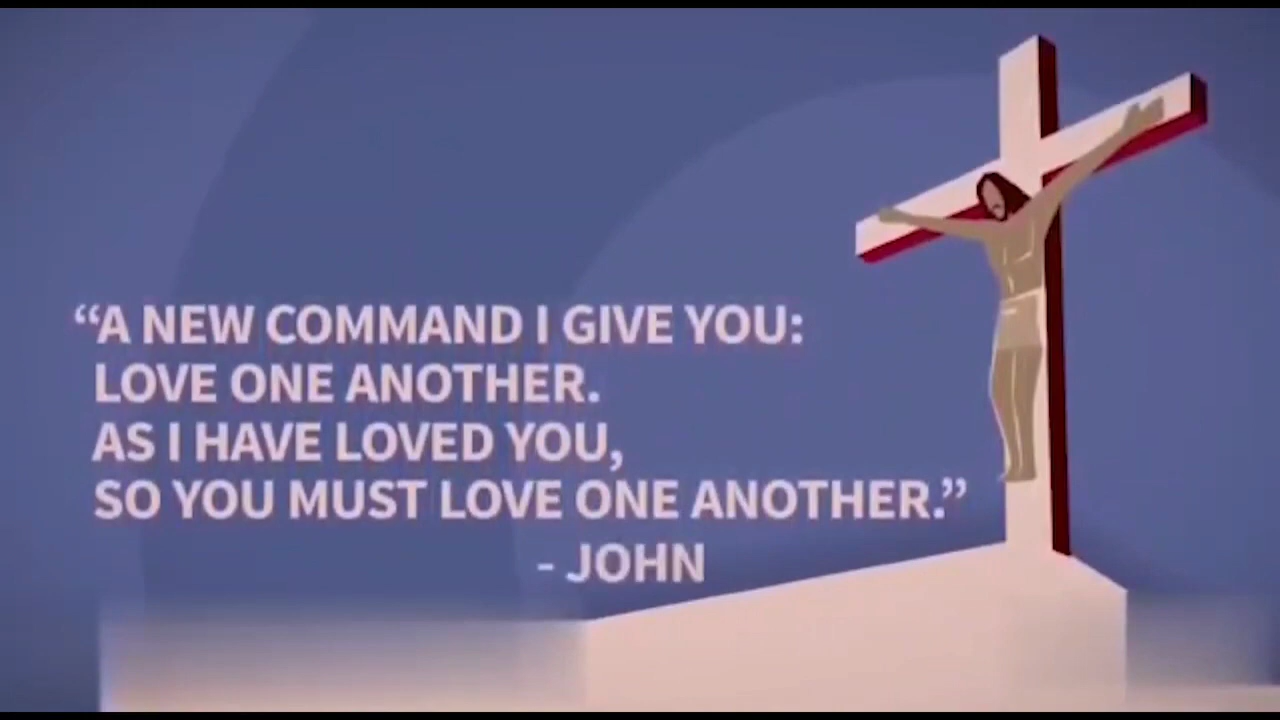 “A NEW COMMAND I GIVE YOU:
LOVE ONE ANOTHER.
AS I HAVE LOVED YOU,
SO YOU MUST LOVE ONE ANOTHER.”
- JOHN